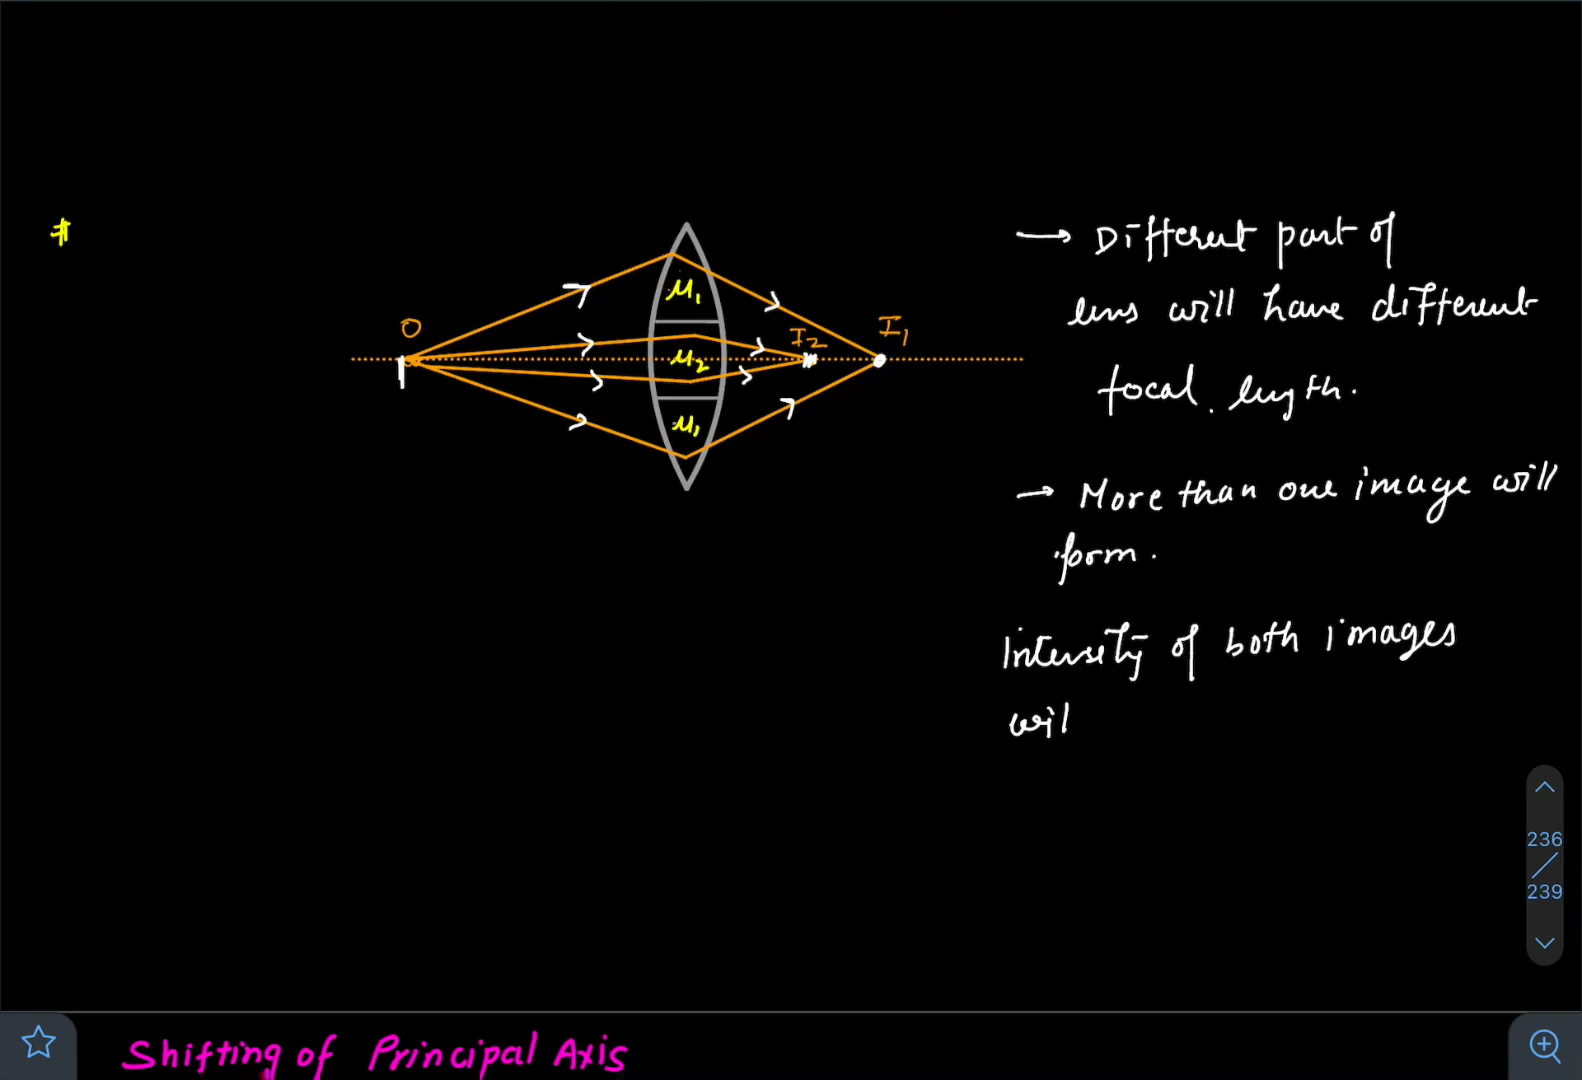 #
→ Different part of
lens will have different
focal length.
→ More than one image will
form.
Intensity of both images
wil
O
μ₁
μ₂
μ₁
I₂
I₁
236
239
Shifting of Principal Axis